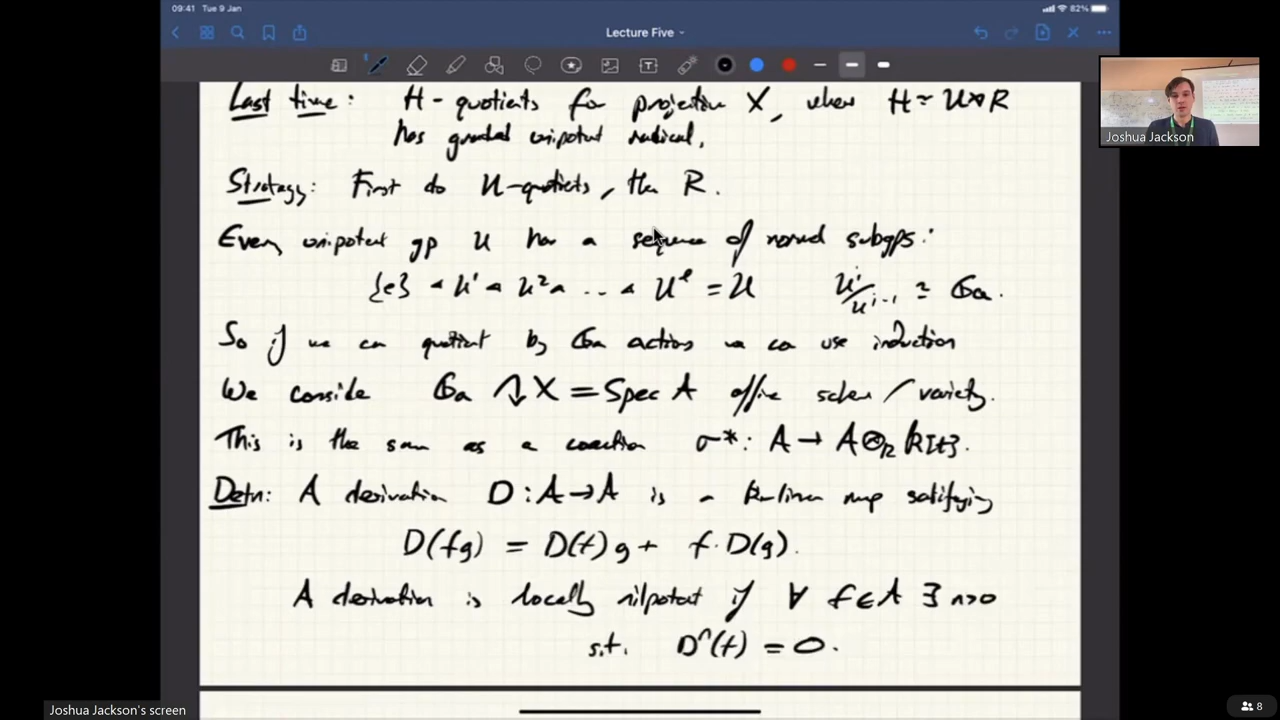 09:41 Tue 9 Jan
82%
Lecture Five
Last time: H-quotients for projective X, where H = U ⋊ R
has graded unipotent radical.
Strategy: First do U-quotients, then R.
Every unipotent gp U has a sequence of normal subgps:
{e} ◁ U¹ ◁ U² ◁ ... ◁ Uˡ = U Uⁱ/Uⁱ⁻¹ ≅ Ga.
So if we can quotient by Ga actions we can use induction
We consider Ga ↷ X = Spec A affine scheme / variety.
This is the same as a coaction σ*: A → A⊗ₖ k[t].
Defn: A derivation D: A→A is a k-linear map satisfying
D(fg) = D(f)g + f·D(g).
A derivation is locally nilpotent if ∀ f∈A ∃ n>0
s.t. Dⁿ(f) = 0.
Joshua Jackson
Joshua Jackson's screen
8